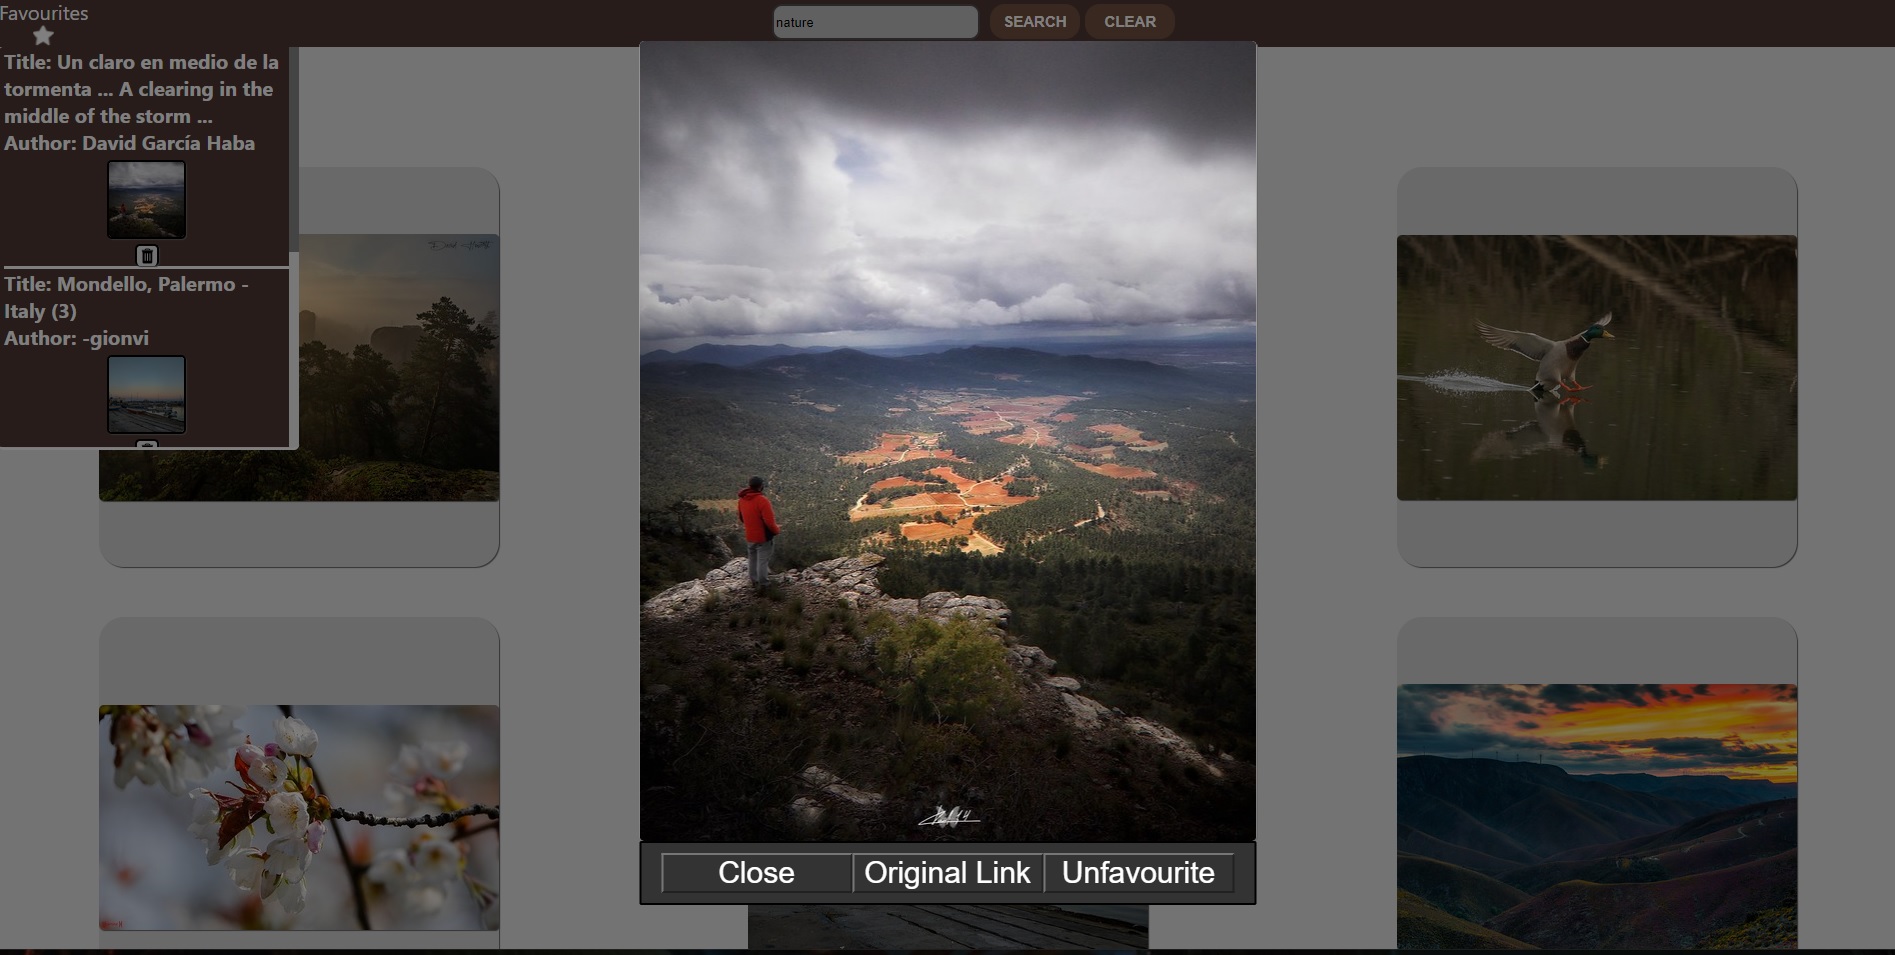 Favourites
nature
SEARCH
CLEAR
Title: Un claro en medio de la
tormenta ... A clearing in the
middle of the storm ...
Author: David García Haba
Title: Mondello, Palermo -
Italy (3)
Author: -gionvi
Close
Original Link
Unfavourite